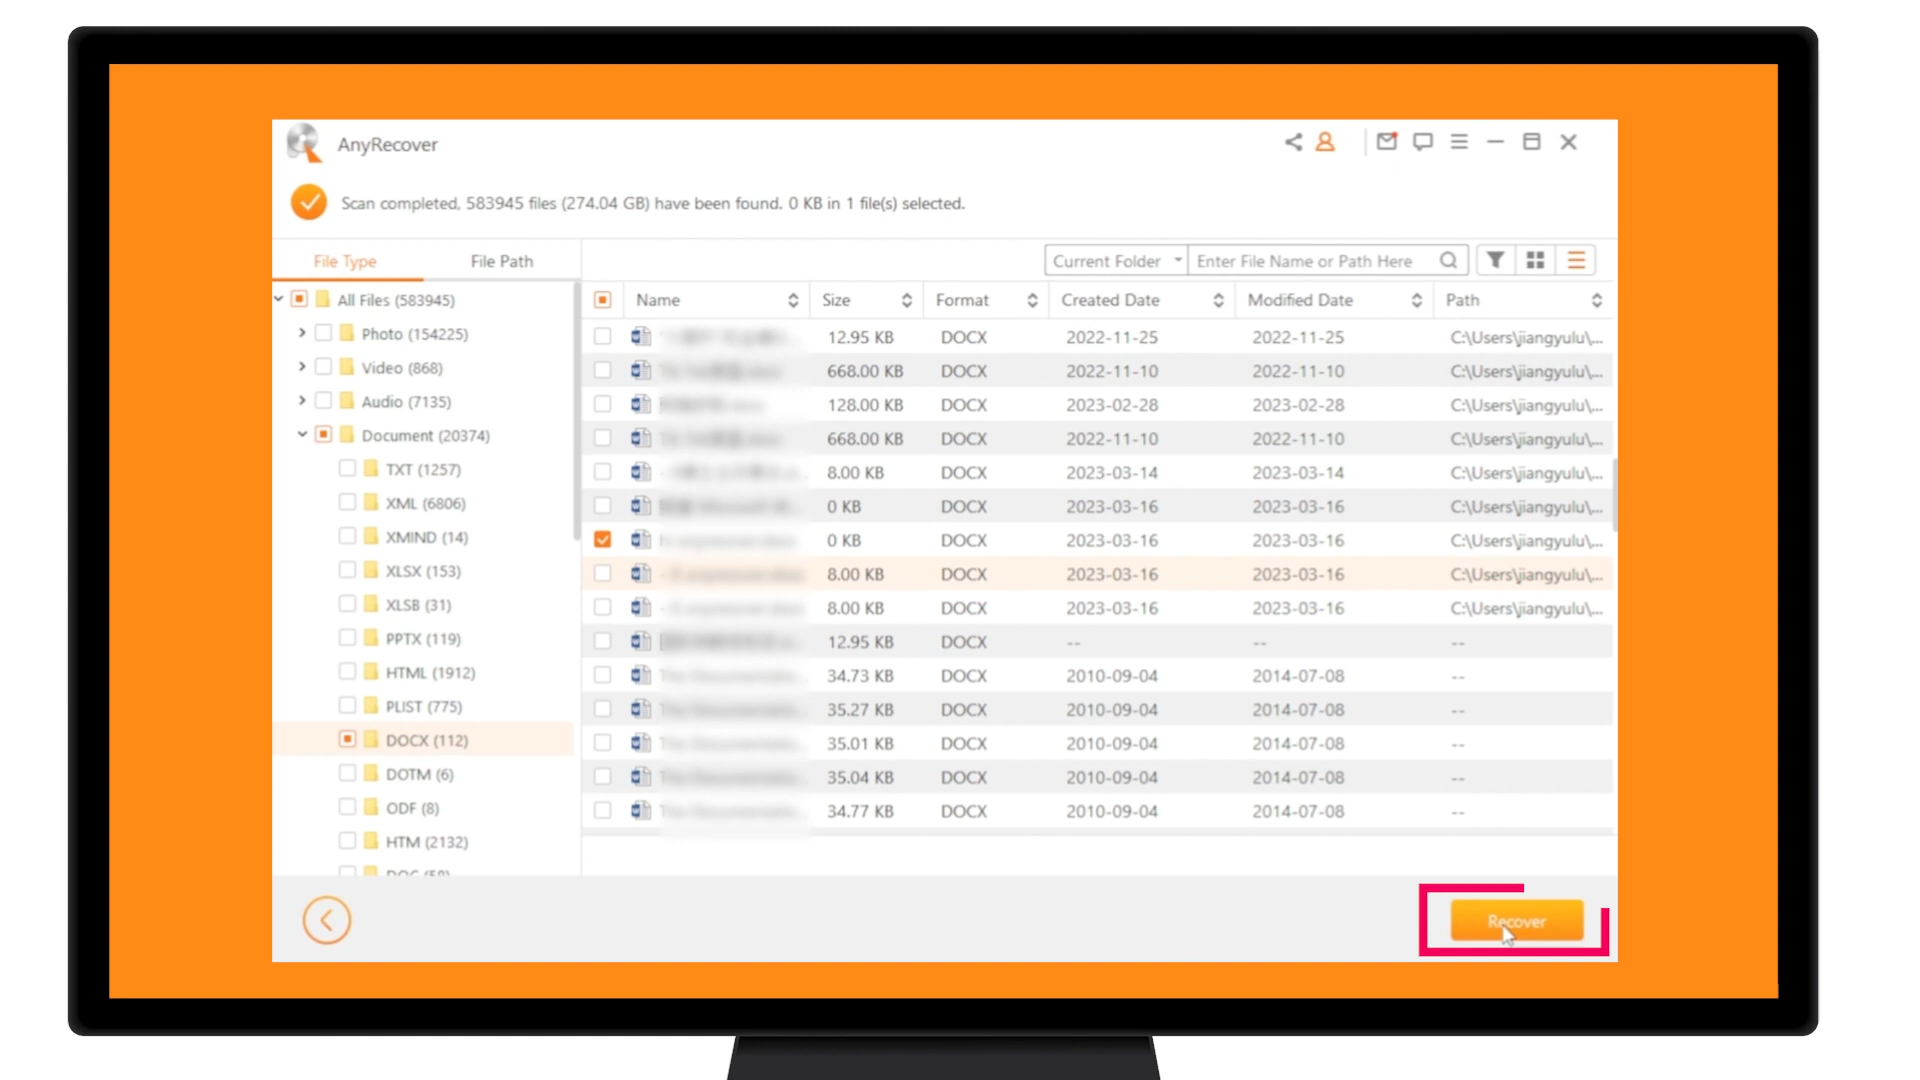 AnyRecover
Scan completed, 583945 files (274.04 GB) have been found. 0 KB in 1 file(s) selected.
File Type File Path
Current Folder Enter File Name or Path Here
All Files (583945)
Photo (154225)
Video (868)
Audio (7135)
Document (20374)
TXT (1257)
XML (6806)
XMIND (14)
XLSX (153)
XLSB (31)
PPTX (119)
HTML (1912)
PLIST (775)
DOCX (112)
DOTM (6)
ODF (8)
HTM (2132)
Name Size Format Created Date Modified Date Path
12.95 KB DOCX 2022-11-25 2022-11-25 C:\Users\jiangyulu\...
668.00 KB DOCX 2022-11-10 2022-11-10 C:\Users\jiangyulu\...
128.00 KB DOCX 2023-02-28 2023-02-28 C:\Users\jiangyulu\...
668.00 KB DOCX 2022-11-10 2022-11-10 C:\Users\jiangyulu\...
8.00 KB DOCX 2023-03-14 2023-03-14 C:\Users\jiangyulu\...
0 KB DOCX 2023-03-16 2023-03-16 C:\Users\jiangyulu\...
0 KB DOCX 2023-03-16 2023-03-16 C:\Users\jiangyulu\...
8.00 KB DOCX 2023-03-16 2023-03-16 C:\Users\jiangyulu\...
8.00 KB DOCX 2023-03-16 2023-03-16 C:\Users\jiangyulu\...
12.95 KB DOCX -- -- --
34.73 KB DOCX 2010-09-04 2014-07-08 --
35.27 KB DOCX 2010-09-04 2014-07-08 --
35.01 KB DOCX 2010-09-04 2014-07-08 --
35.04 KB DOCX 2010-09-04 2014-07-08 --
34.77 KB DOCX 2010-09-04 2014-07-08 --
Recover